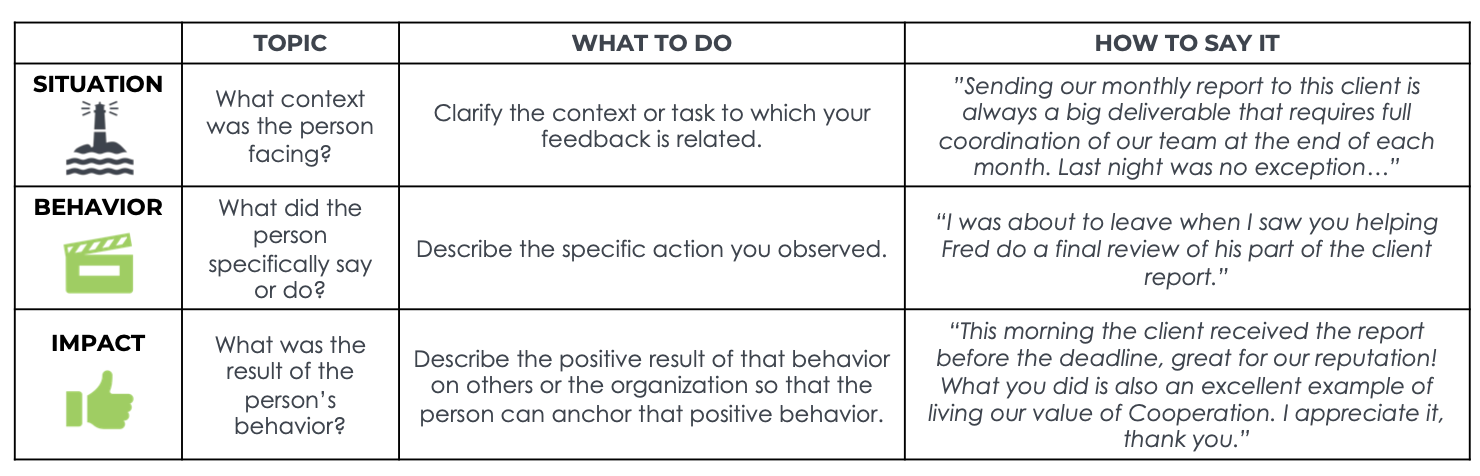 TOPIC
WHAT TO DO
HOW TO SAY IT
SITUATION
What context
was the person
facing?
Clarify the context or task to which your
feedback is related.
”Sending our monthly report to this client is
always a big deliverable that requires full
coordination of our team at the end of each
month. Last night was no exception…”
BEHAVIOR
What did the
person
specifically say
or do?
Describe the specific action you observed.
“I was about to leave when I saw you helping
Fred do a final review of his part of the client
report.”
IMPACT
What was the
result of the
person’s
behavior?
Describe the positive result of that behavior
on others or the organization so that the
person can anchor that positive behavior.
“This morning the client received the report
before the deadline, great for our reputation!
What you did is also an excellent example of
living our value of Cooperation. I appreciate it,
thank you.”